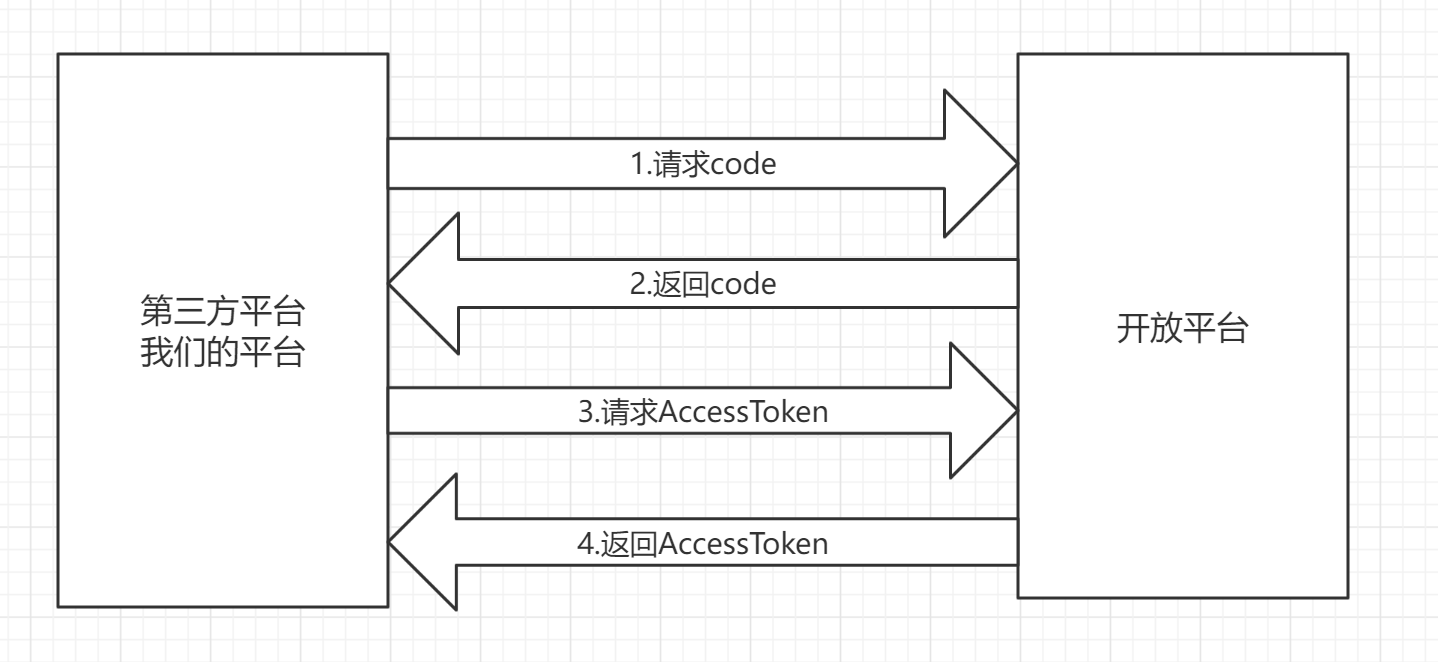 1.请求code
2.返回code
第三方平台
我们的平台
开放平台
3.请求AccessToken
4.返回AccessToken